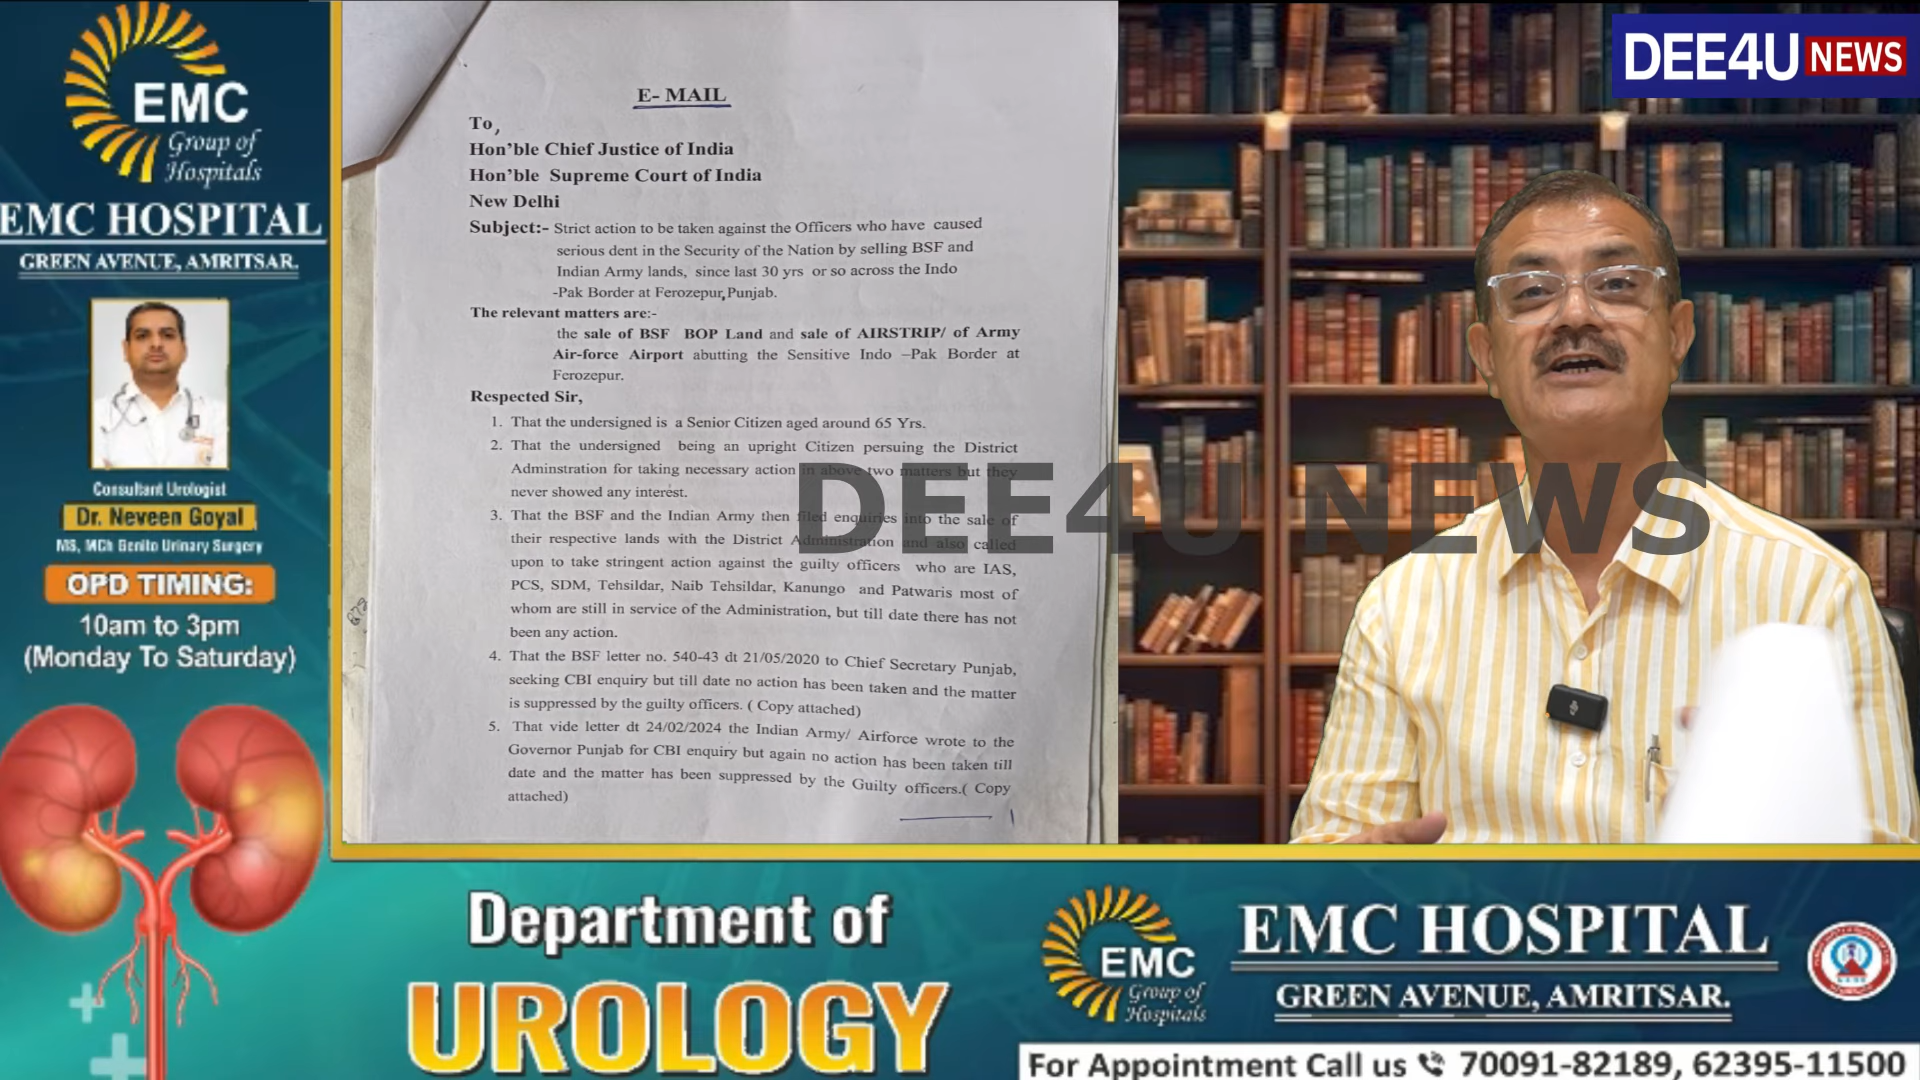 EMC
Group of
Hospitals
EMC HOSPITAL
GREEN AVENUE, AMRITSAR.
Consultant Urologist
Dr. Neveen Goyal
MS, MCh Genito Urinary Surgery
OPD TIMING:
10am to 3pm
(Monday To Saturday)
E- MAIL
To,
Hon'ble Chief Justice of India
Hon'ble Supreme Court of India
New Delhi
Subject:- Strict action to be taken against the Officers who have caused
serious dent in the Security of the Nation by selling BSF and
Indian Army lands, since last 30 yrs or so across the Indo
-Pak Border at Ferozepur,Punjab.
The relevant matters are:-
the sale of BSF BOP Land and sale of AIRSTRIP/ of Army
Air-force Airport abutting the Sensitive Indo –Pak Border at
Ferozepur.
Respected Sir,
1. That the undersigned is a Senior Citizen aged around 65 Yrs.
2. That the undersigned being an upright Citizen persuing the District
Adminstration for taking necessary action in above two matters but they
never showed any interest.
3. That the BSF and the Indian Army then filed enquiries into the sale of
their respective lands with the District Administration and also called
upon to take stringent action against the guilty officers who are IAS,
PCS, SDM, Tehsildar, Naib Tehsildar, Kanungo and Patwaris most of
whom are still in service of the Administration, but till date there has not
been any action.
4. That the BSF letter no. 540-43 dt 21/05/2020 to Chief Secretary Punjab,
seeking CBI enquiry but till date no action has been taken and the matter
is suppressed by the guilty officers. ( Copy attached)
5. That vide letter dt 24/02/2024 the Indian Army/ Airforce wrote to the
Governor Punjab for CBI enquiry but again no action has been taken till
date and the matter has been suppressed by the Guilty officers.( Copy
attached)
DEE4U NEWS
DEE4U NEWS
Department of
UROLOGY
EMC
Group of
Hospitals
EMC HOSPITAL
GREEN AVENUE, AMRITSAR.
For Appointment Call us 70091-82189, 62395-11500